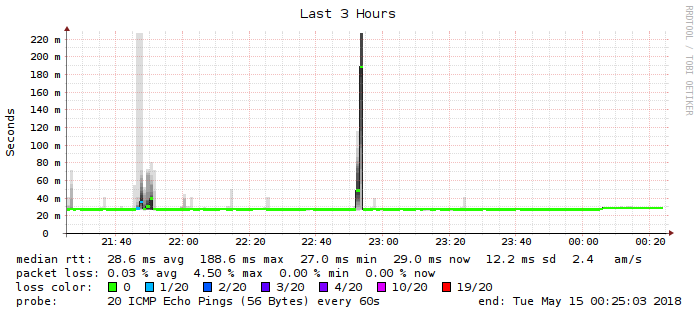 Last 3 Hours
RRDTOOL / TOBI OETIKER
Seconds
220 m
200 m
180 m
160 m
140 m
120 m
100 m
80 m
60 m
40 m
20 m
0
21:40 22:00 22:20 22:40 23:00 23:20 23:40 00:00 00:20
median rtt: 28.6 ms avg 188.6 ms max 27.0 ms min 29.0 ms now 12.2 ms sd 2.4 am/s
packet loss: 0.03 % avg 4.50 % max 0.00 % min 0.00 % now
loss color: 0 1/20 2/20 3/20 4/20 10/20 19/20
probe: 20 ICMP Echo Pings (56 Bytes) every 60s end: Tue May 15 00:25:03 2018